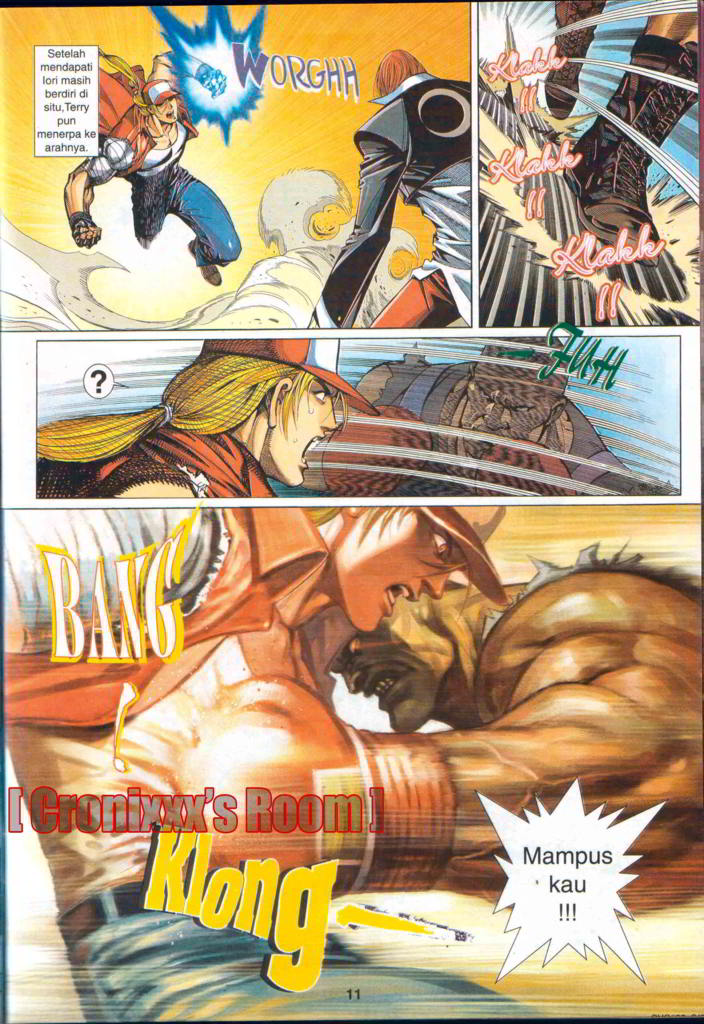 Setelah
mendapati
Iori masih
berdiri di
situ,Terry
pun
menerpa ke
arahnya.
WORGHH
Klakk
!!
Klakk
!!
Klakk
!!
?
JUH
BANG
!
[ Cronixxx's Room ]
Klong
Mampus
kau
!!!
11